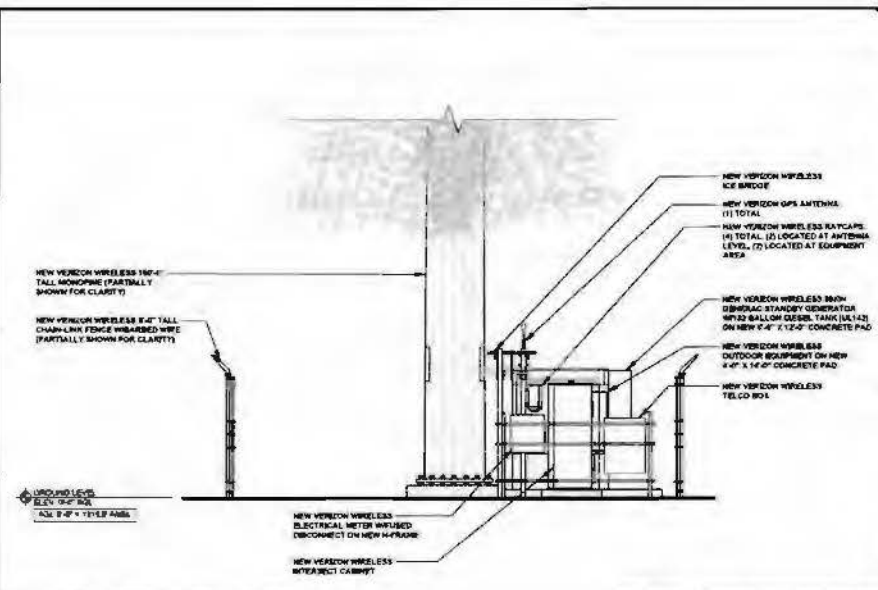 NEW VERIZON WIRELESS
ICE BRIDGE
NEW VERIZON GPS ANTENNA
(1) TOTAL
NEW VERIZON WIRELESS RAYCAPS
(4) TOTAL. (2) LOCATED AT ANTENNA
LEVEL, (2) LOCATED AT EQUIPMENT
AREA
NEW VERIZON WIRELESS
TALL MONOPINE (PARTIALLY
SHOWN FOR CLARITY)
NEW VERIZON WIRELESS TALL
CHAIN-LINK FENCE W/BARBED WIRE
(PARTIALLY SHOWN FOR CLARITY)
NEW VERIZON WIRELESS
GENERAC STANDBY GENERATOR
GALLON DIESEL TANK (UL142)
ON NEW CONCRETE PAD
NEW VERIZON WIRELESS
OUTDOOR EQUIPMENT ON NEW
CONCRETE PAD
NEW VERIZON WIRELESS
TELCO BOX
GROUND LEVEL
NEW VERIZON WIRELESS
ELECTRICAL METER W/FUSED
DISCONNECT ON NEW H-FRAME
NEW VERIZON WIRELESS
INTERSECT CABINET